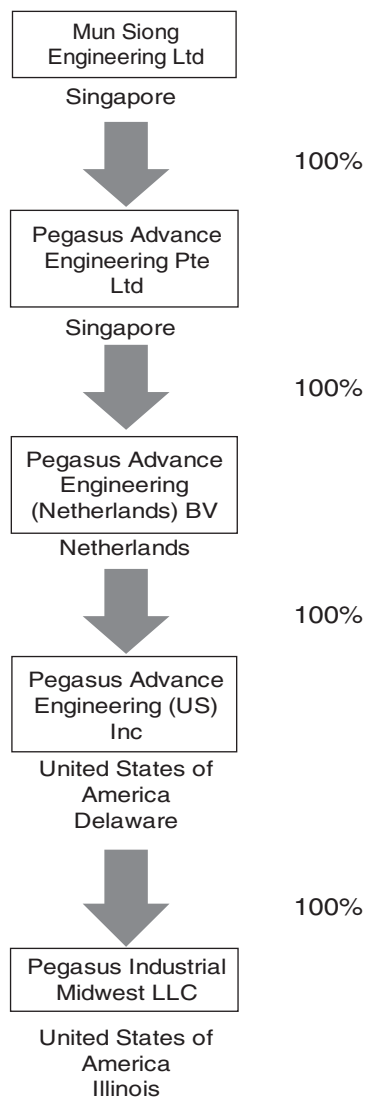 Mun Siong
Engineering Ltd
Singapore
100%
Pegasus Advance
Engineering Pte
Ltd
Singapore
100%
Pegasus Advance
Engineering
(Netherlands) BV
Netherlands
100%
Pegasus Advance
Engineering (US)
Inc
United States of
America
Delaware
100%
Pegasus Industrial
Midwest LLC
United States of
America
Illinois